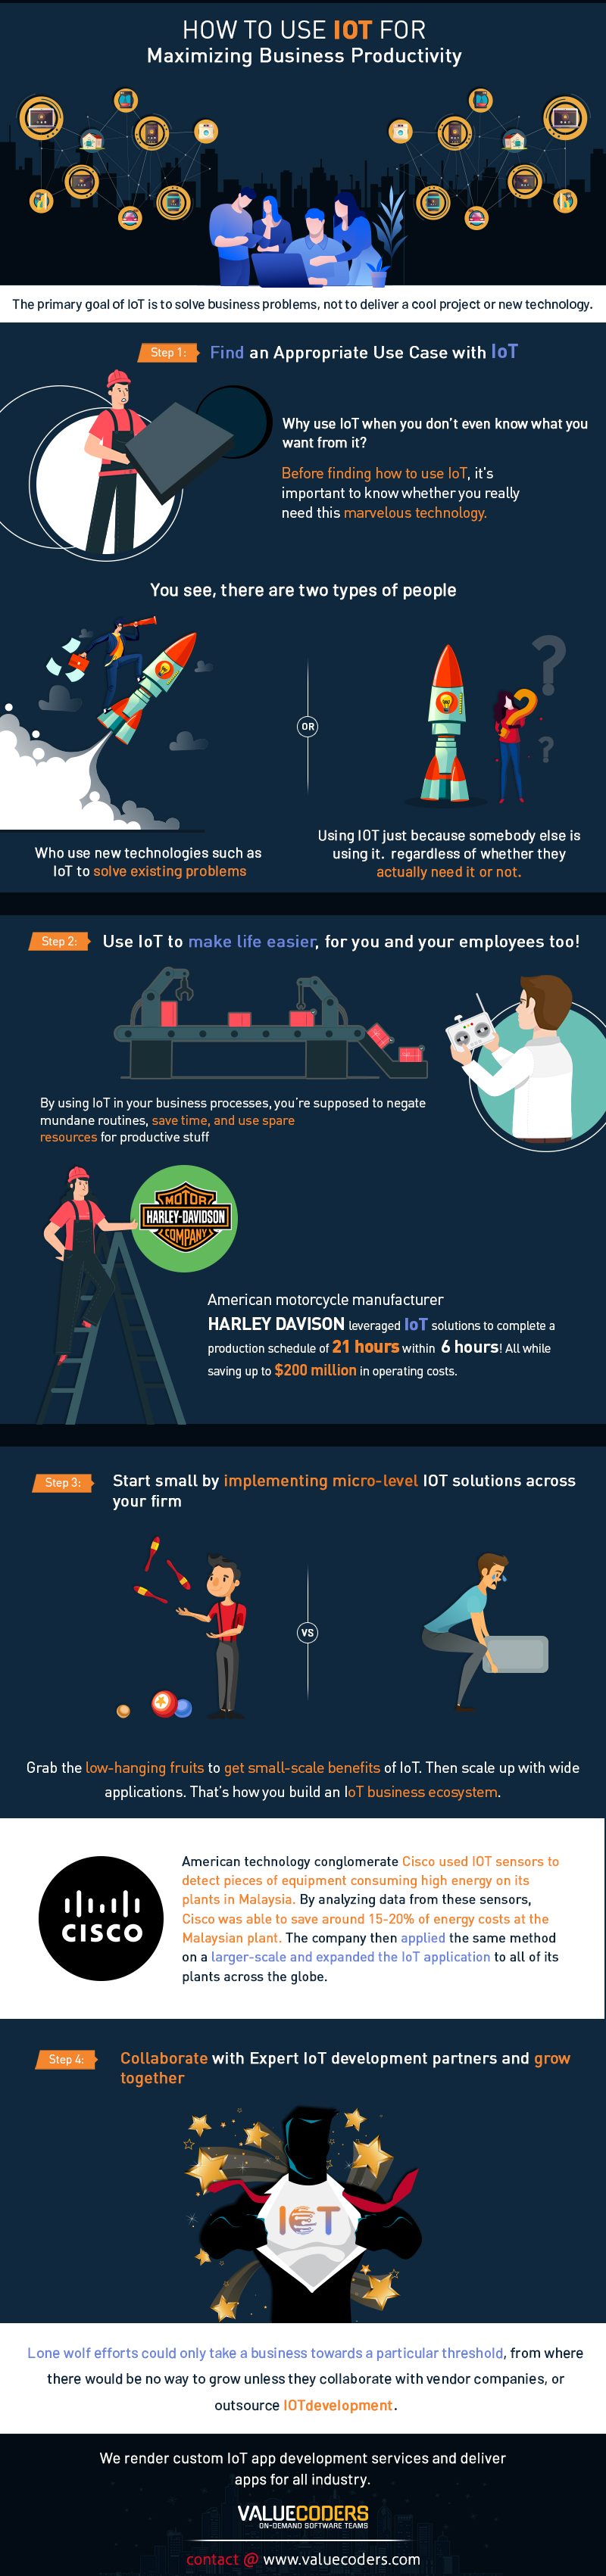 HOW TO USE IOT FOR
Maximizing Business Productivity
The primary goal of IoT is to solve business problems, not to deliver a cool project or new technology.
Step 1:
Find an Appropriate Use Case with IoT
Why use IoT when you don't even know what you
want from it?
Before finding how to use IoT, it's
important to know whether you really
need this marvelous technology.
You see, there are two types of people
OR
Who use new technologies such as
IoT to solve existing problems
Using IOT just because somebody else is
using it. regardless of whether they
actually need it or not.
Step 2:
Use IoT to make life easier, for you and your employees too!
By using IoT in your business processes, you're supposed to negate
mundane routines, save time, and use spare
resources for productive stuff
MOTOR
HARLEY-DAVIDSON
COMPANY
American motorcycle manufacturer
HARLEY DAVISON leveraged IoT solutions to complete a
production schedule of 21 hours within 6 hours! All while
saving up to $200 million in operating costs.
Step 3:
Start small by implementing micro-level IOT solutions across
your firm
VS
Grab the low-hanging fruits to get small-scale benefits of IoT. Then scale up with wide
applications. That's how you build an IoT business ecosystem.
CISCO
American technology conglomerate Cisco used IOT sensors to
detect pieces of equipment consuming high energy on its
plants in Malaysia. By analyzing data from these sensors,
Cisco was able to save around 15-20% of energy costs at the
Malaysian plant. The company then applied the same method
on a larger-scale and expanded the IoT application to all of its
plants across the globe.
Step 4:
Collaborate with Expert IoT development partners and grow
together
IOT
Lone wolf efforts could only take a business towards a particular threshold, from where
there would be no way to grow unless they collaborate with vendor companies, or
outsource IOTdevelopment.
We render custom IoT app development services and deliver
apps for all industry.
VALUECODERS
ON-DEMAND SOFTWARE TEAMS
contact @ www.valuecoders.com